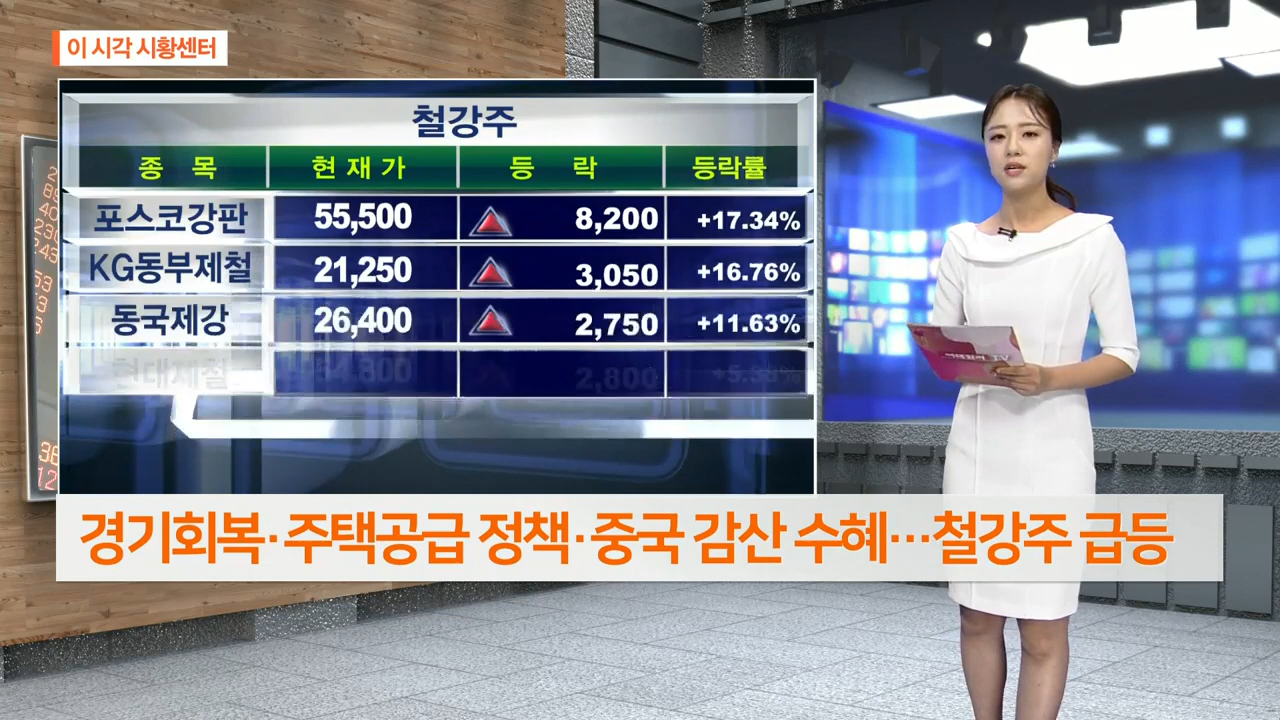 이 시각 시황센터
철강주
종목 현재가 등락 등락률
포스코강판 55,500 ▲ 8,200 +17.34%
KG동부제철 21,250 ▲ 3,050 +16.76%
동국제강 26,400 ▲ 2,750 +11.63%
현대제철 2,800
경기회복·주택공급 정책·중국 감산 수혜…철강주 급등